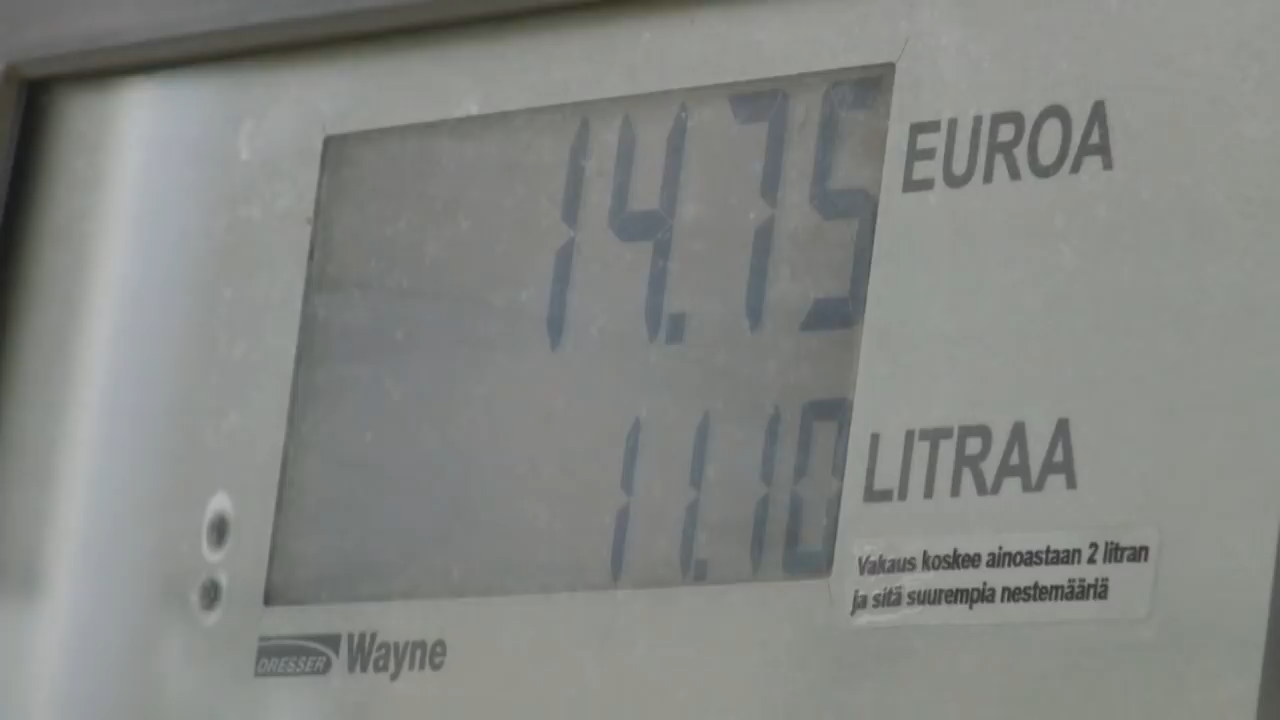 14.75 EUROA
11.10 LITRAA
Vakaus koskee ainoastaan 2 litran
ja sitä suurempia nestemääriä
DRESSER Wayne